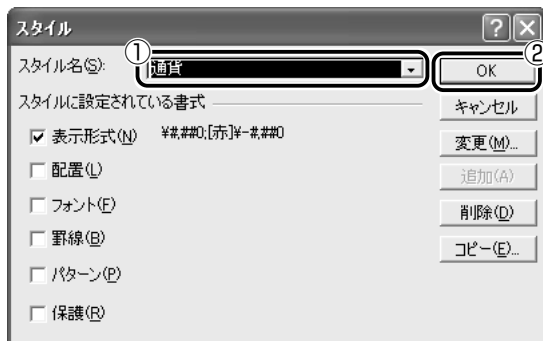 スタイル
①
②
スタイル名(S): 通貨
OK
スタイルに設定されている書式
キャンセル
表示形式(N) ¥#,##0;[赤]¥-#,##0
変更(M)...
配置(L)
追加(A)
フォント(F)
削除(D)
罫線(B)
コピー(E)...
パターン(P)
保護(R)